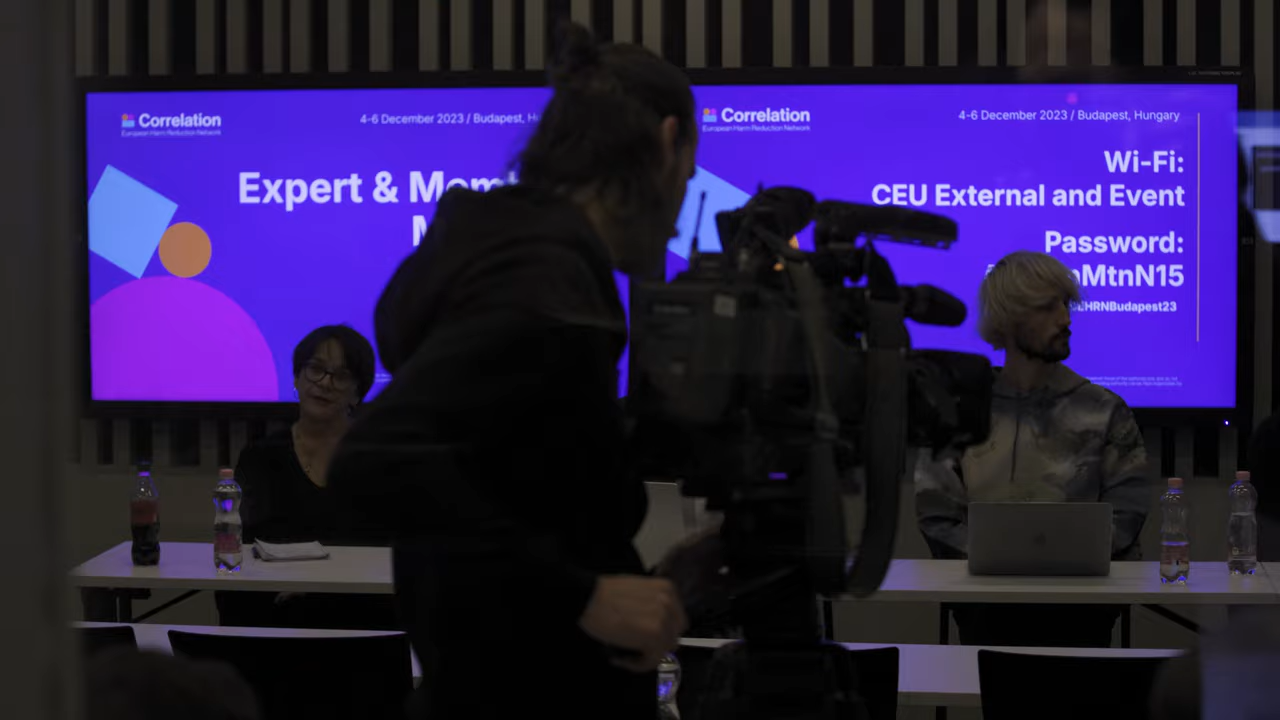 Correlation
European Harm Reduction Network
4-6 December 2023 / Budapest, H
Expert & Mem
M
Correlation
European Harm Reduction Network
4-6 December 2023 / Budapest, Hungary
Wi-Fi:
CEU External and Event
Password:
MtnN15
HRNBudapest23